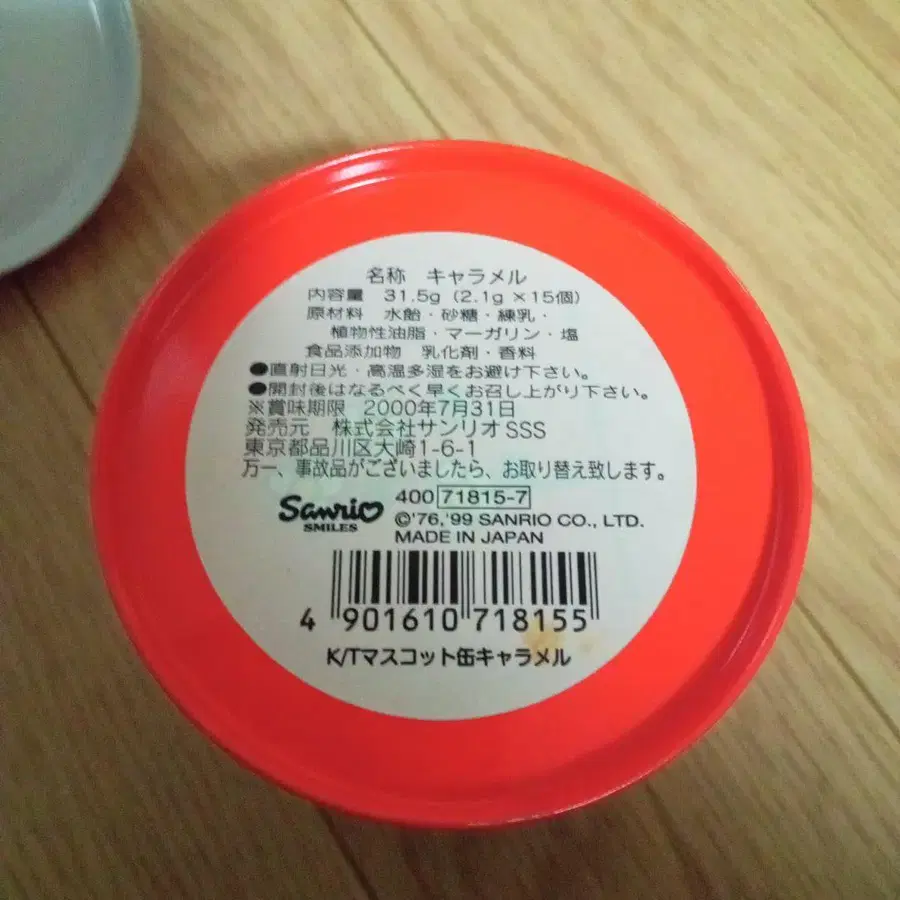 名称 キャラメル
内容量 31.5g (2.1g×15個)
原材料 水飴・砂糖・練乳・
植物性油脂・マーガリン・塩
食品添加物 乳化剤・香料
●直射日光・高温多湿をお避け下さい。
●開封後はなるべく早くお召し上がり下さい。
※賞味期限 2000年7月31日
発売元 株式会社サンリオ SSS
東京都品川区大崎1-6-1
万一、事故品がございましたら、お取り替え致します。
Sanrio SMILES
400 71815-7
©'76,'99 SANRIO CO., LTD.
MADE IN JAPAN
4 901610 718155
K/Tマスコット缶キャラメル